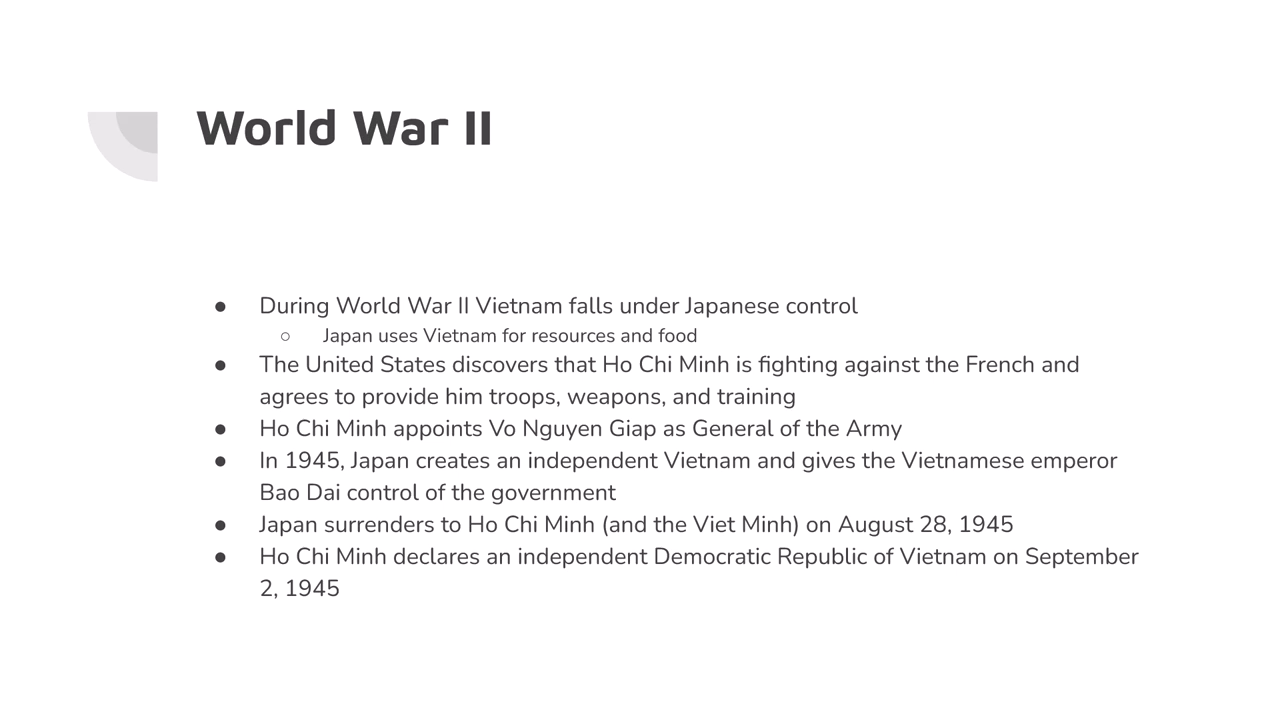 World War II
● During World War II Vietnam falls under Japanese control
○ Japan uses Vietnam for resources and food
● The United States discovers that Ho Chi Minh is fighting against the French and
agrees to provide him troops, weapons, and training
● Ho Chi Minh appoints Vo Nguyen Giap as General of the Army
● In 1945, Japan creates an independent Vietnam and gives the Vietnamese emperor
Bao Dai control of the government
● Japan surrenders to Ho Chi Minh (and the Viet Minh) on August 28, 1945
● Ho Chi Minh declares an independent Democratic Republic of Vietnam on September
2, 1945